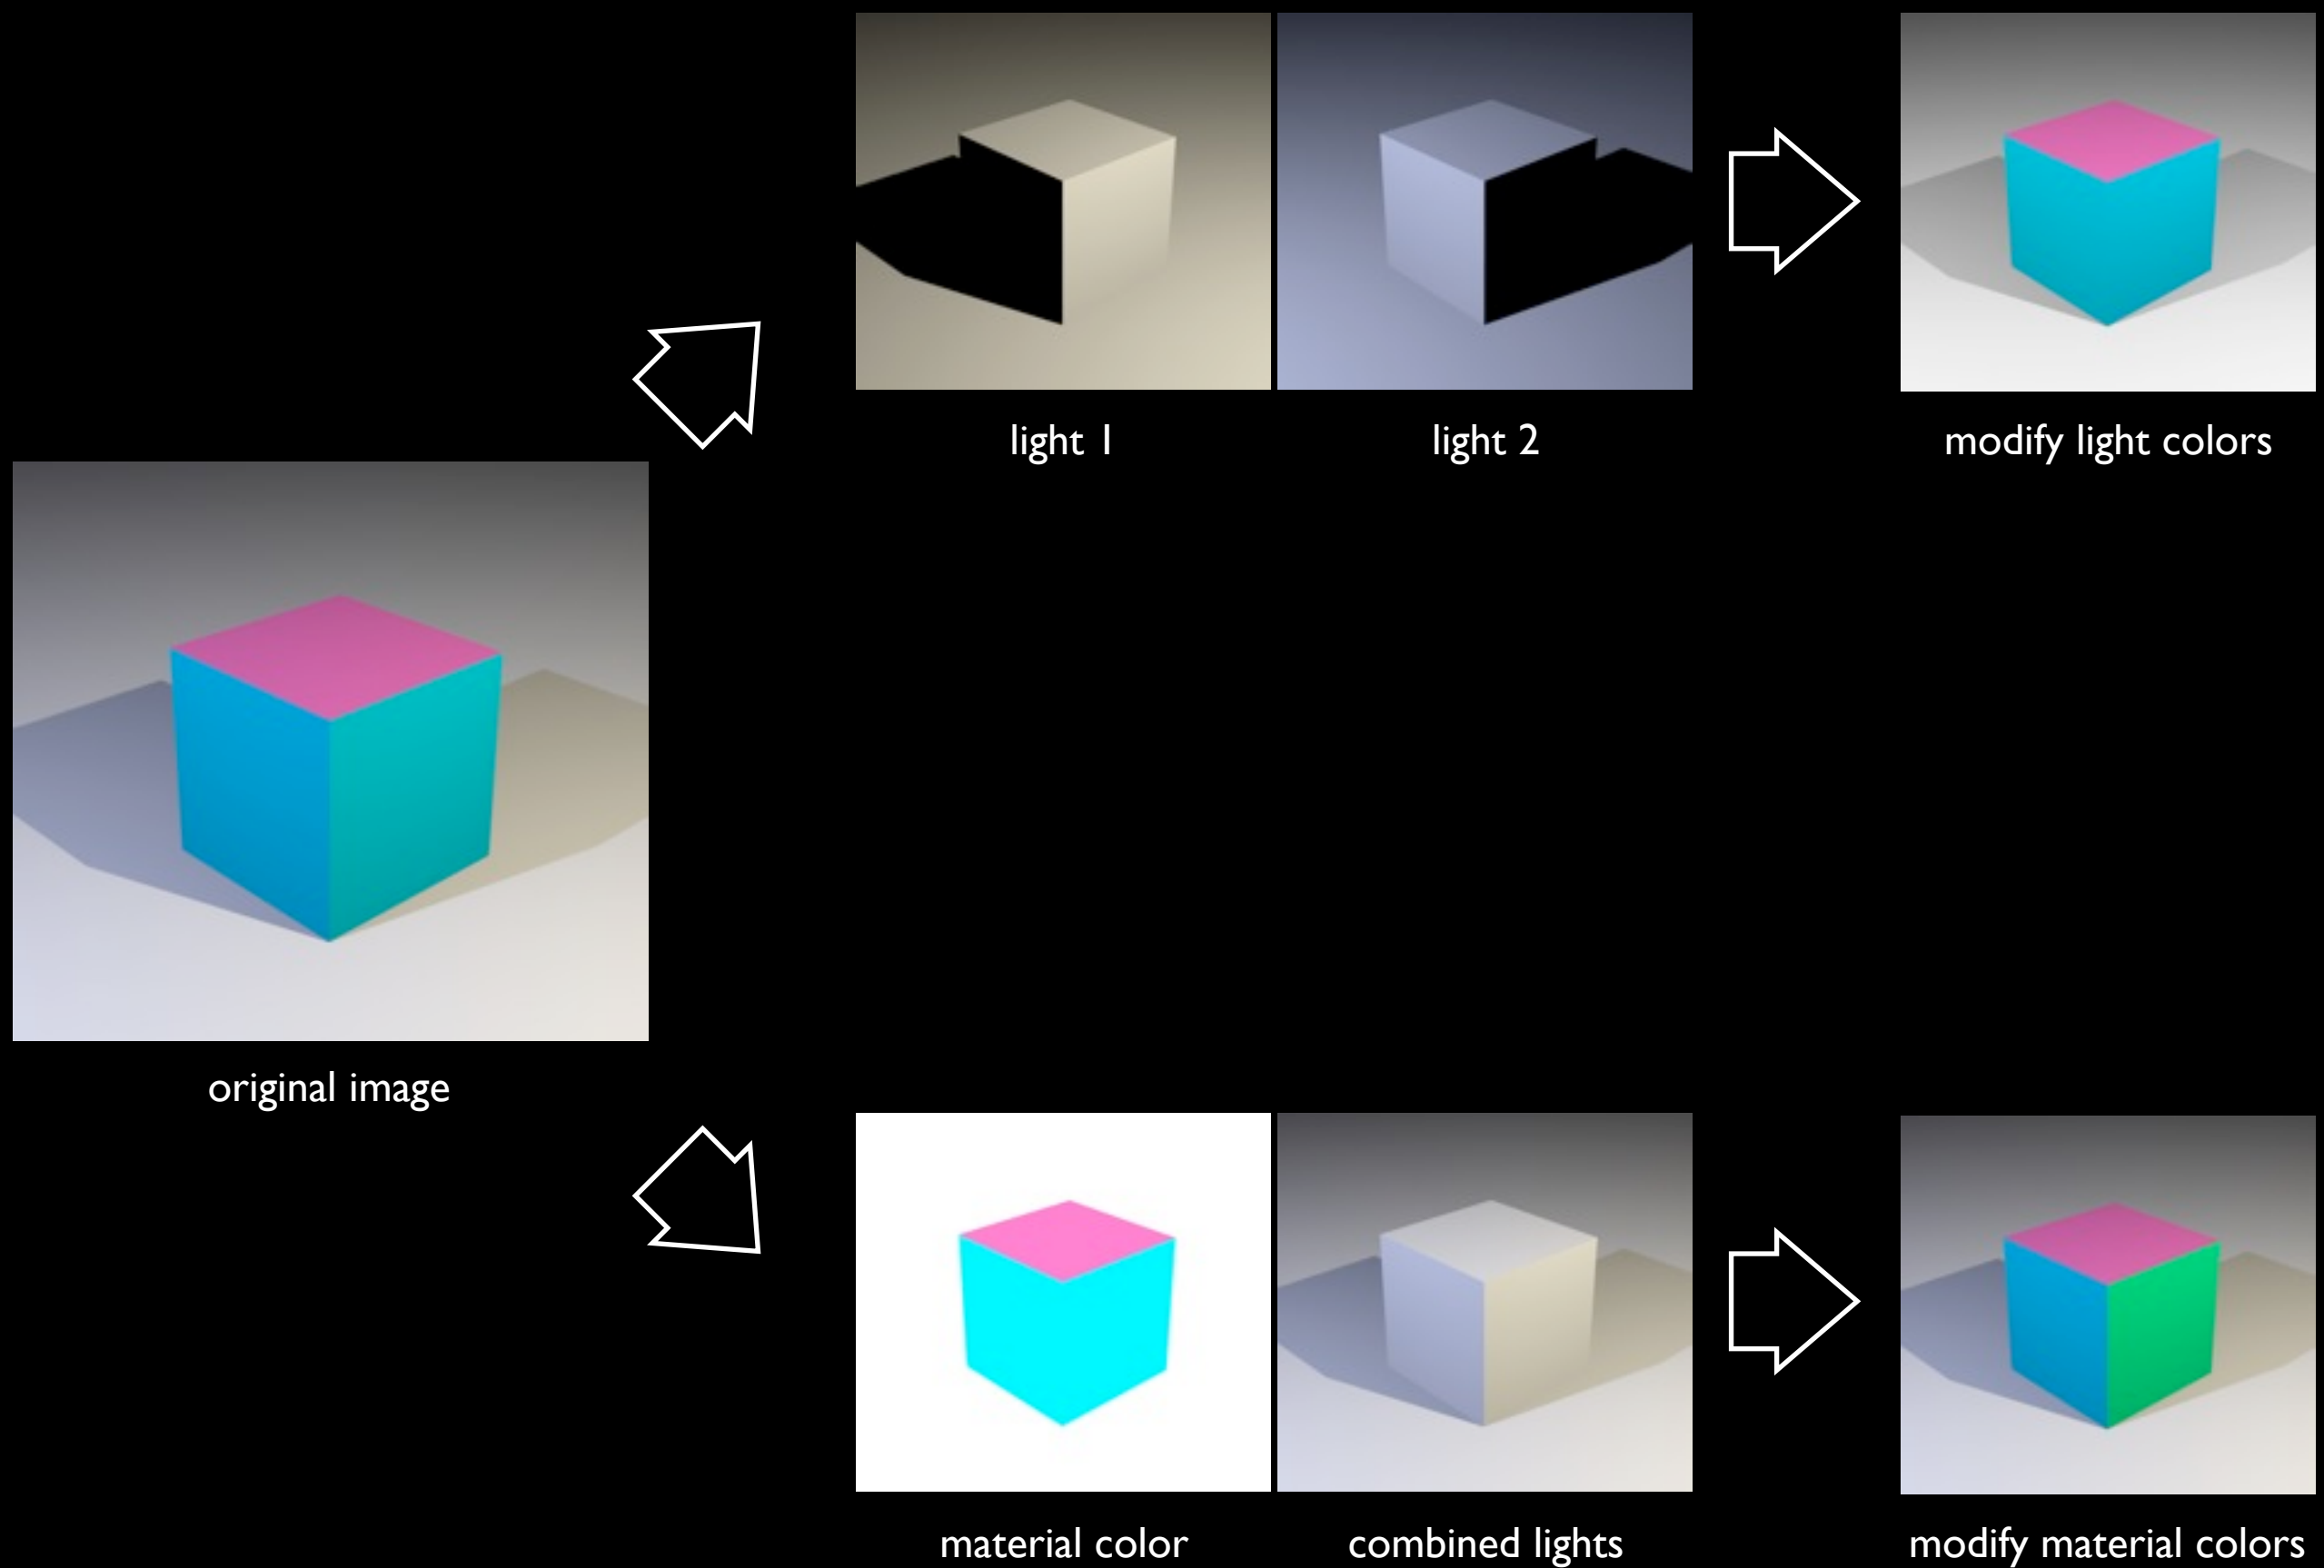 light 1
light 2
modify light colors
original image
material color
combined lights
modify material colors